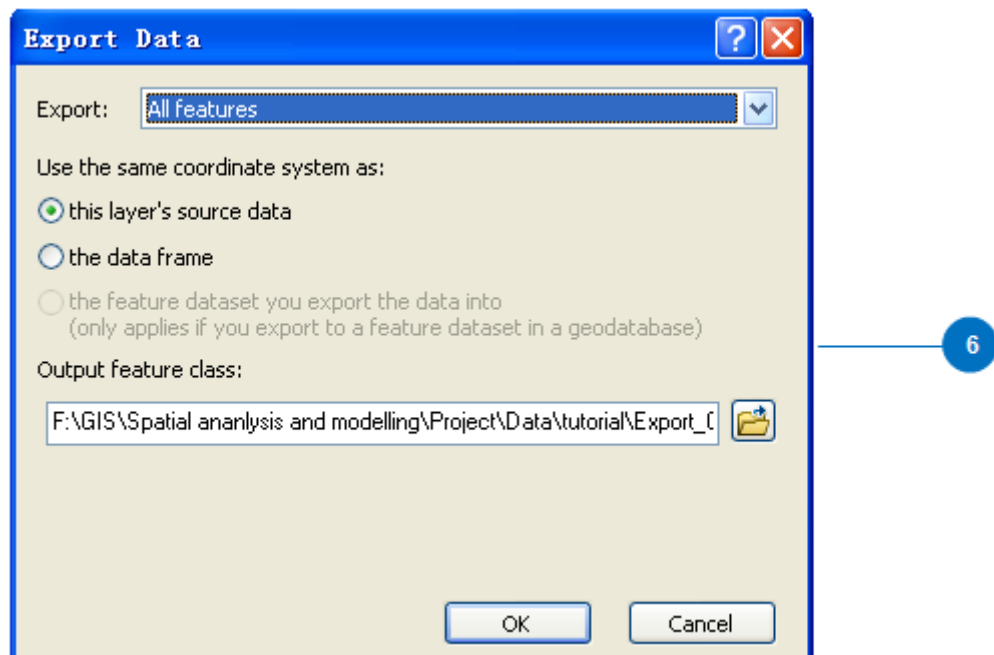 Export Data
Export: All features
Use the same coordinate system as:
this layer's source data
the data frame
the feature dataset you export the data into
(only applies if you export to a feature dataset in a geodatabase)
6
Output feature class:
F:\GIS\Spatial ananlysis and modelling\Project\Data\tutorial\Export_
OK Cancel